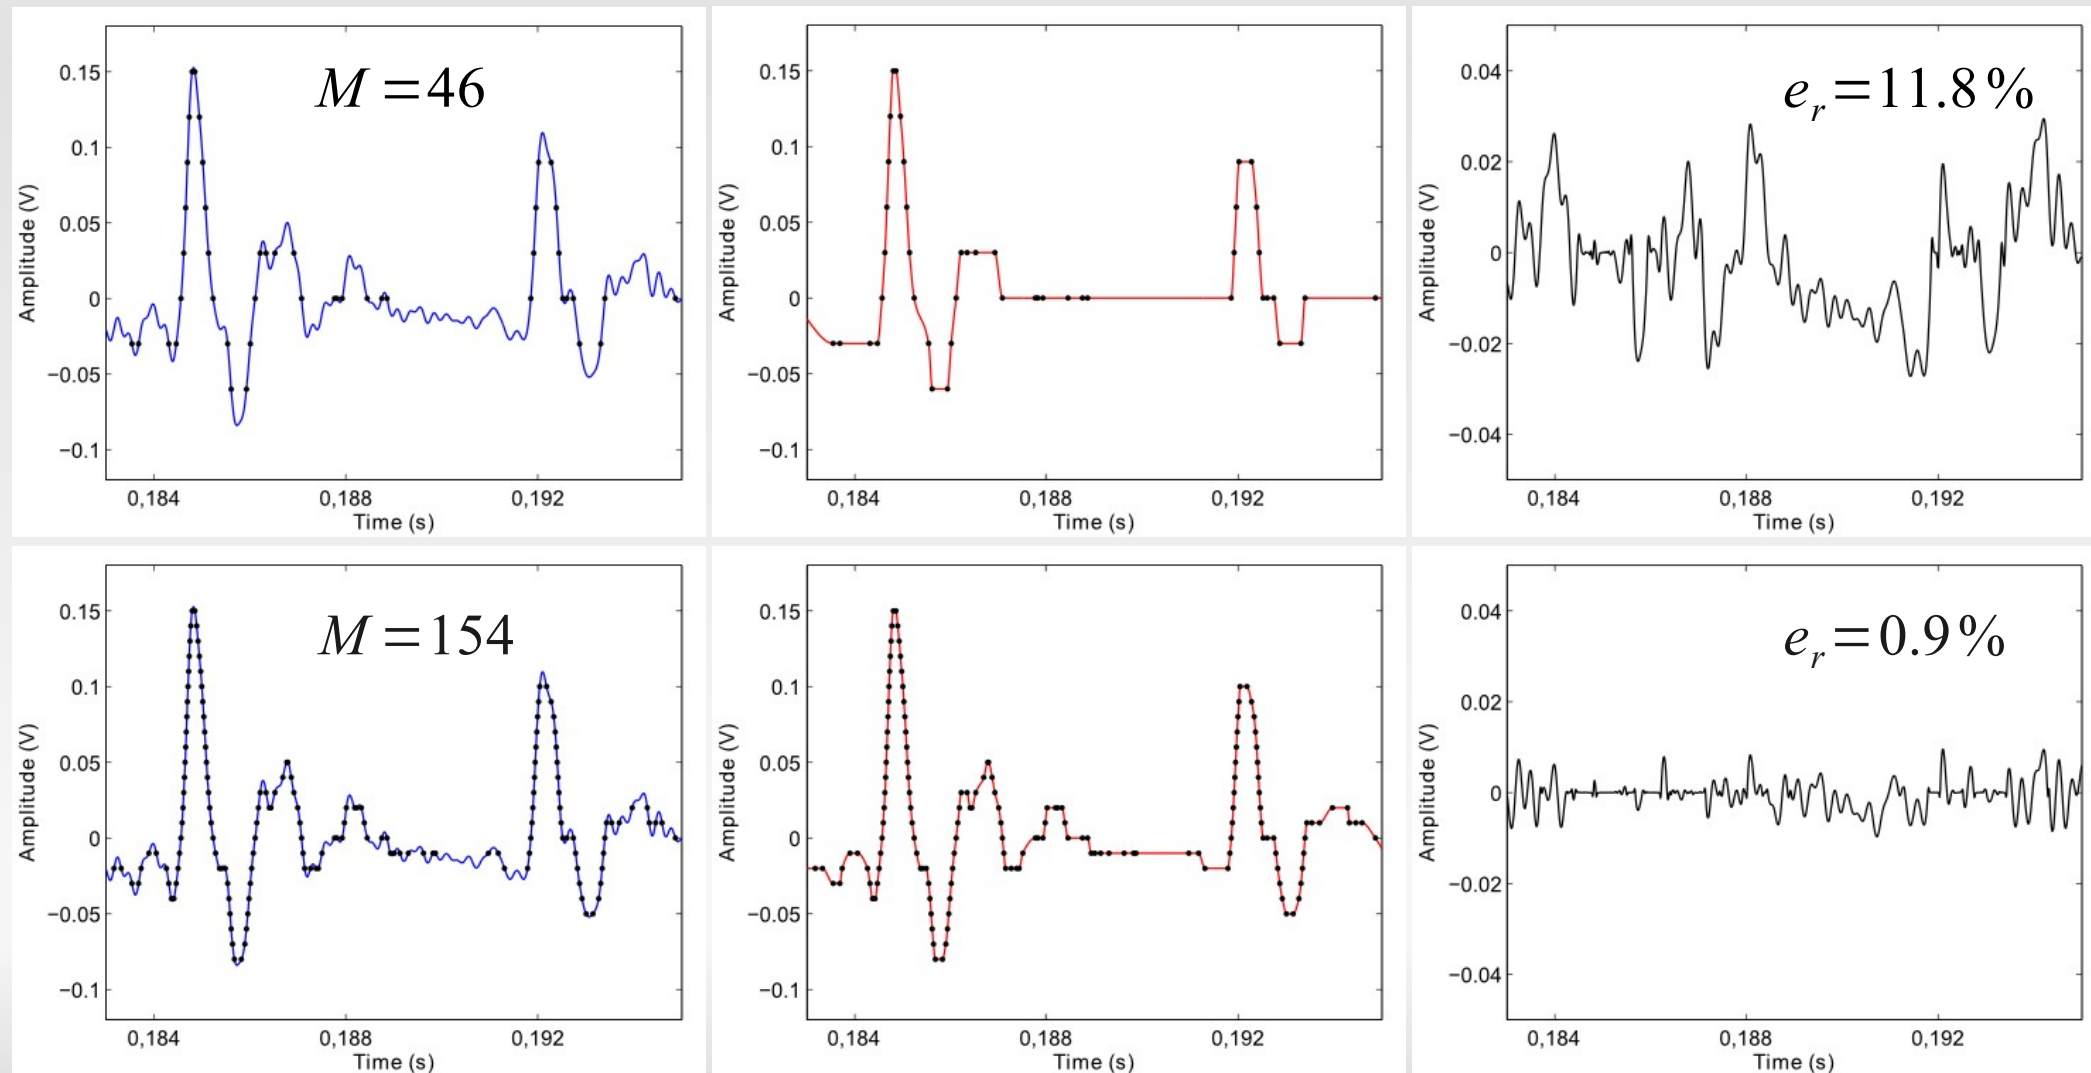 M = 46
0.15
0.1
0.05
0
−0.05
−0.1
Amplitude (V)
0,184 0,188 0,192
Time (s)
0.15
0.1
0.05
0
−0.05
−0.1
Amplitude (V)
0,184 0,188 0,192
Time (s)
e_r = 11.8 %
0.04
0.02
0
−0.02
−0.04
Amplitude (V)
0,184 0,188 0,192
Time (s)
M = 154
0.15
0.1
0.05
0
−0.05
−0.1
Amplitude (V)
0,184 0,188 0,192
Time (s)
0.15
0.1
0.05
0
−0.05
−0.1
Amplitude (V)
0,184 0,188 0,192
Time (s)
e_r = 0.9 %
0.04
0.02
0
−0.02
−0.04
Amplitude (V)
0,184 0,188 0,192
Time (s)